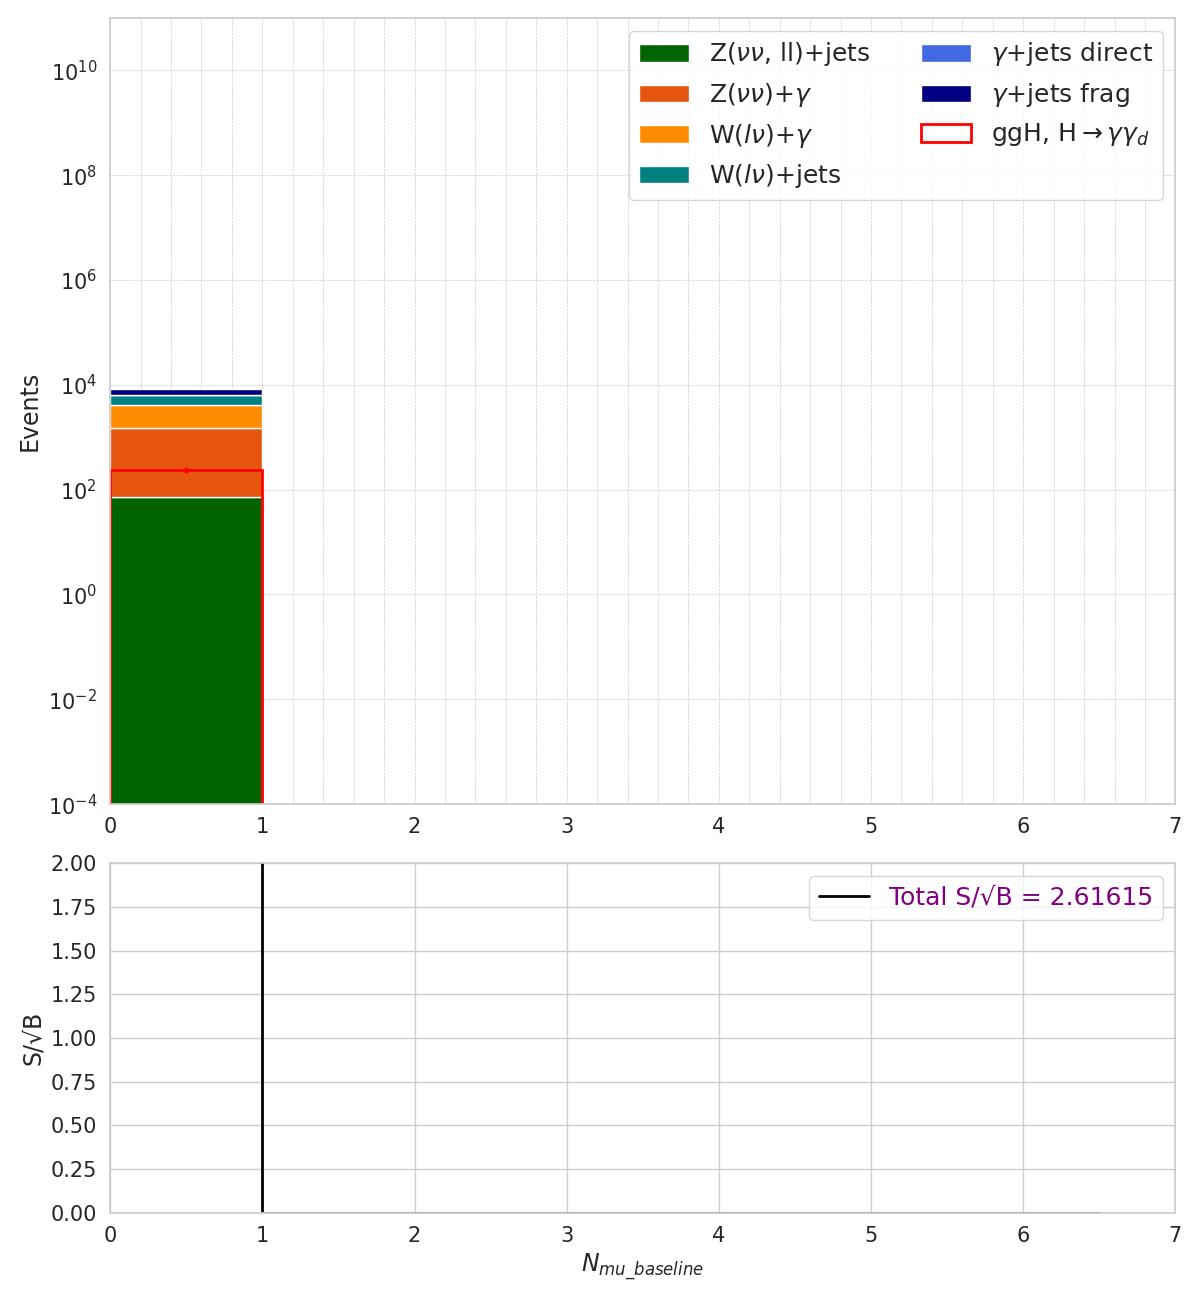 Z(νν, ll)+jets
Z(νν)+γ
W(lν)+γ
W(lν)+jets
γ+jets direct
γ+jets frag
ggH, H→γγ_d
Events
10^10
10^8
10^6
10^4
10^2
10^0
10^−2
10^−4
0 1 2 3 4 5 6 7
Total S/√B = 2.61615
S/√B
2.00
1.75
1.50
1.25
1.00
0.75
0.50
0.25
0.00
0 1 2 3 4 5 6 7
N_mu_baseline